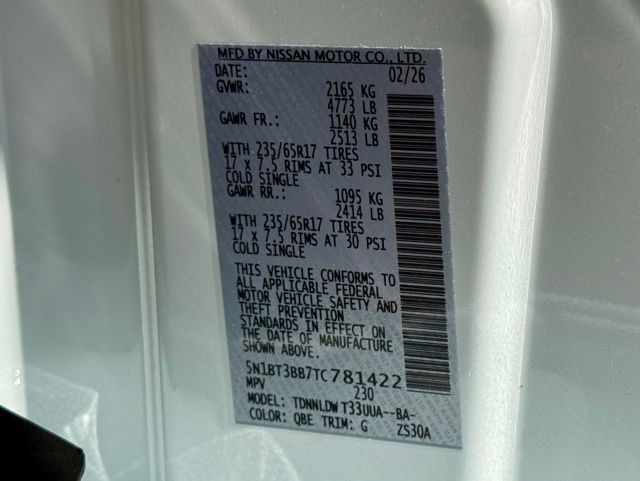 MFD BY NISSAN MOTOR CO., LTD.
DATE: 02/26
GVWR: 2165 KG
4773 LB
GAWR FR.: 1140 KG
2513 LB
WITH 235/65R17 TIRES
17 x 7.5 RIMS AT 33 PSI
COLD SINGLE
GAWR RR.: 1095 KG
2414 LB
WITH 235/65R17 TIRES
17 x 7.5 RIMS AT 30 PSI
COLD SINGLE
THIS VEHICLE CONFORMS TO
ALL APPLICABLE FEDERAL
MOTOR VEHICLE SAFETY AND
THEFT PREVENTION
STANDARDS IN EFFECT ON
THE DATE OF MANUFACTURE
SHOWN ABOVE.
5N1BT3BB7TC781422
MPV 230
MODEL: TDNNLDW T33UUA--BA-
COLOR: QBE TRIM: G ZS30A